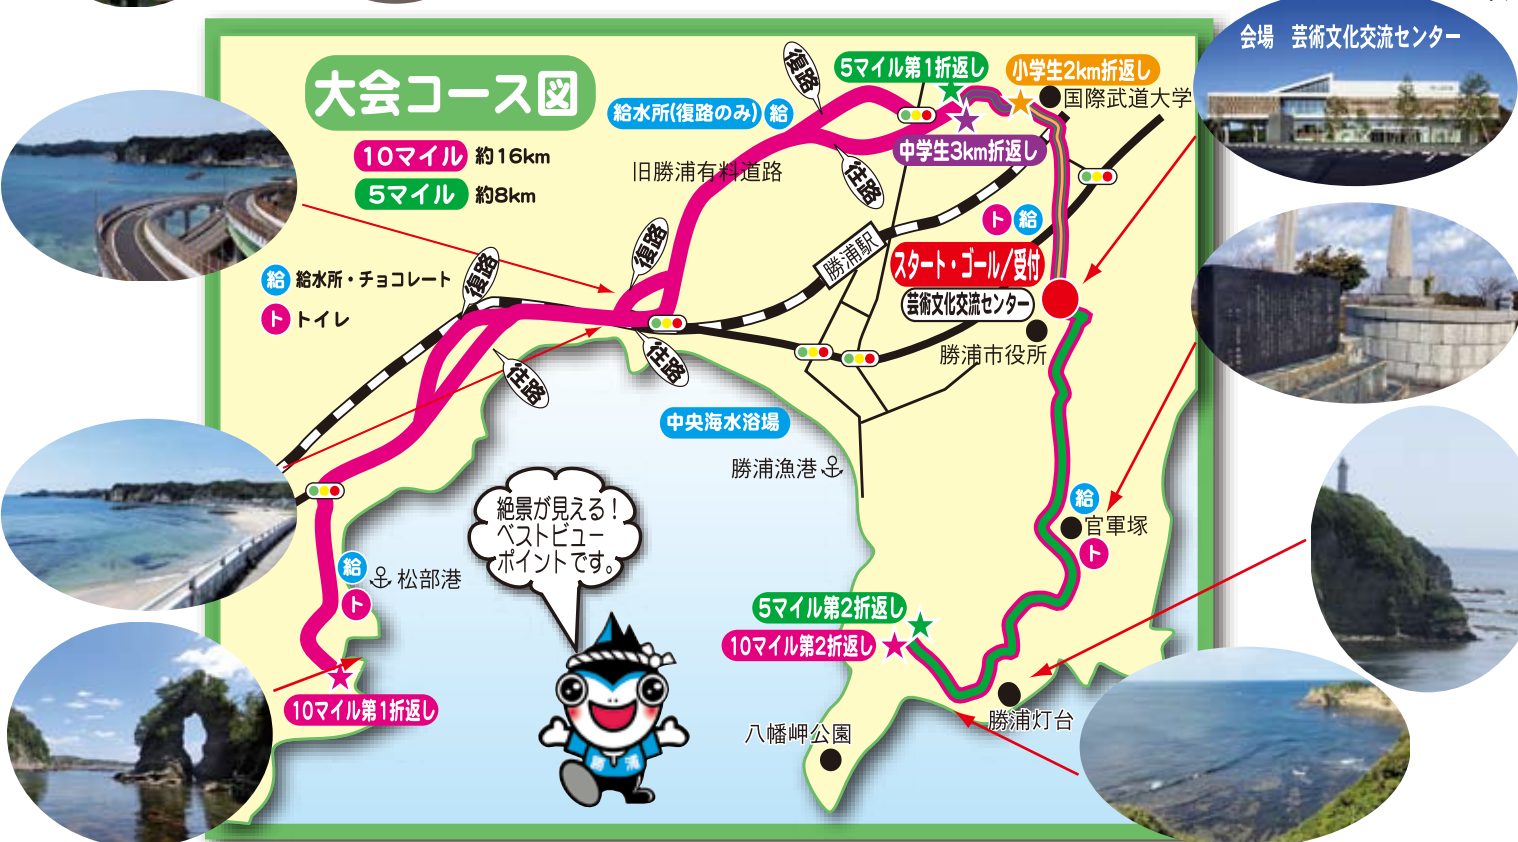 会場 芸術文化交流センター
大会コース図
10マイル 約16km
5マイル 約8km
給 給水所・チョコレート
ト トイレ
復路
5マイル第1折返し
小学生2km折返し
国際武道大学
給水所(復路のみ) 給
中学生3km折返し
旧勝浦有料道路
往路
ト 給
復路
勝浦駅
スタート・ゴール/受付
芸術文化交流センター
復路
勝浦市役所
往路
往路
中央海水浴場
勝浦漁港
絶景が見える!
ベストビュー
ポイントです。
給
官軍塚
ト
給
松部港
ト
5マイル第2折返し
10マイル第2折返し
10マイル第1折返し
勝浦灯台
八幡岬公園
勝浦